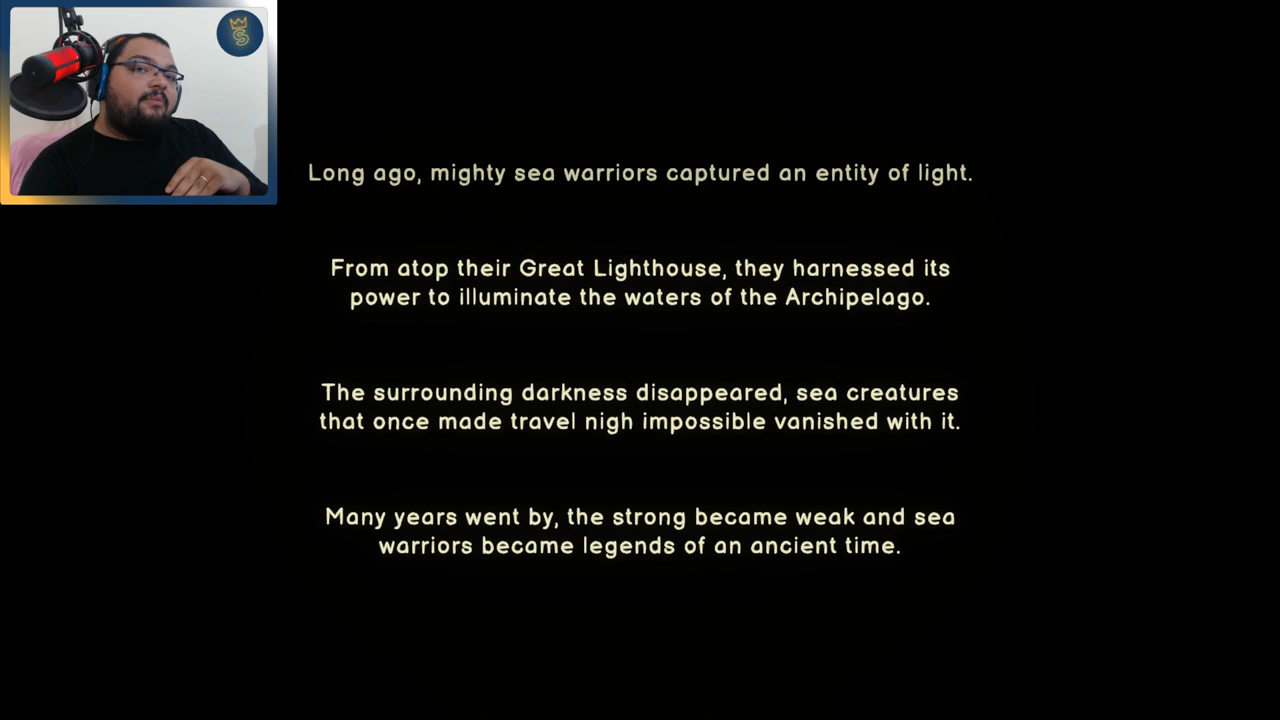 Long ago, mighty sea warriors captured an entity of light.
From atop their Great Lighthouse, they harnessed its
power to illuminate the waters of the Archipelago.
The surrounding darkness disappeared, sea creatures
that once made travel nigh impossible vanished with it.
Many years went by, the strong became weak and sea
warriors became legends of an ancient time.